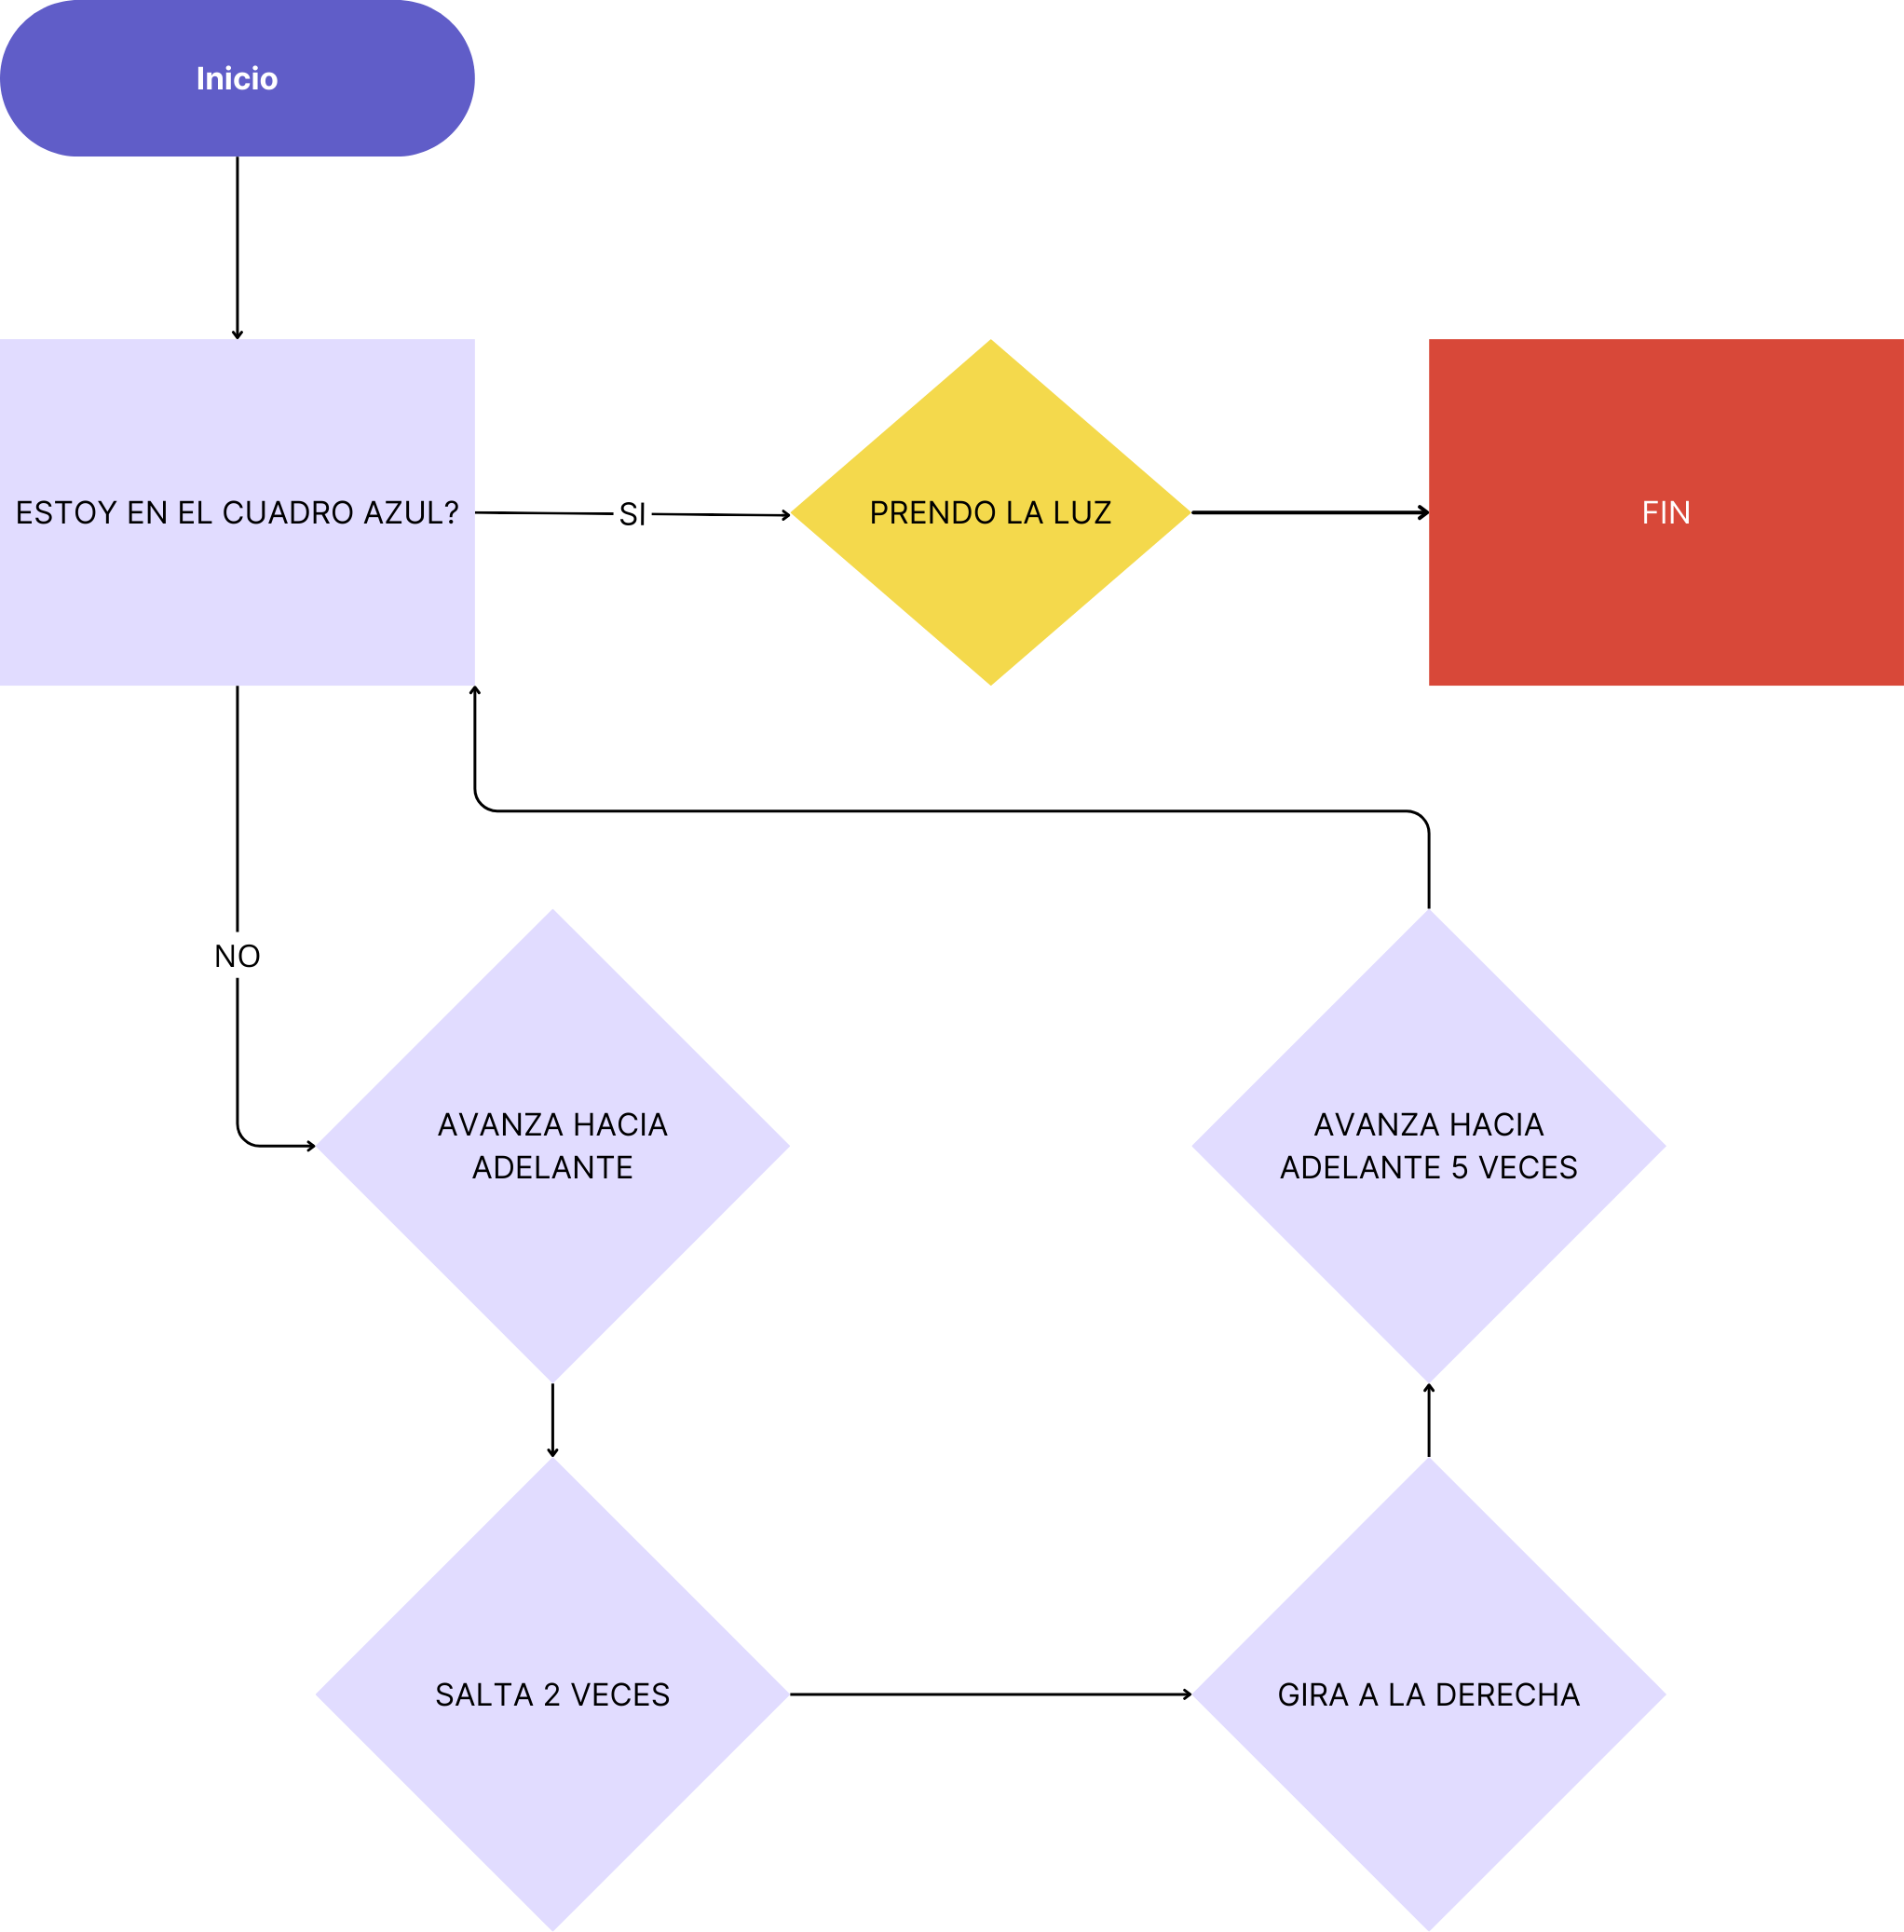 Inicio
ESTOY EN EL CUADRO AZUL?
SI
PRENDO LA LUZ
FIN
NO
AVANZA HACIA
ADELANTE
AVANZA HACIA
ADELANTE 5 VECES
SALTA 2 VECES
GIRA A LA DERECHA